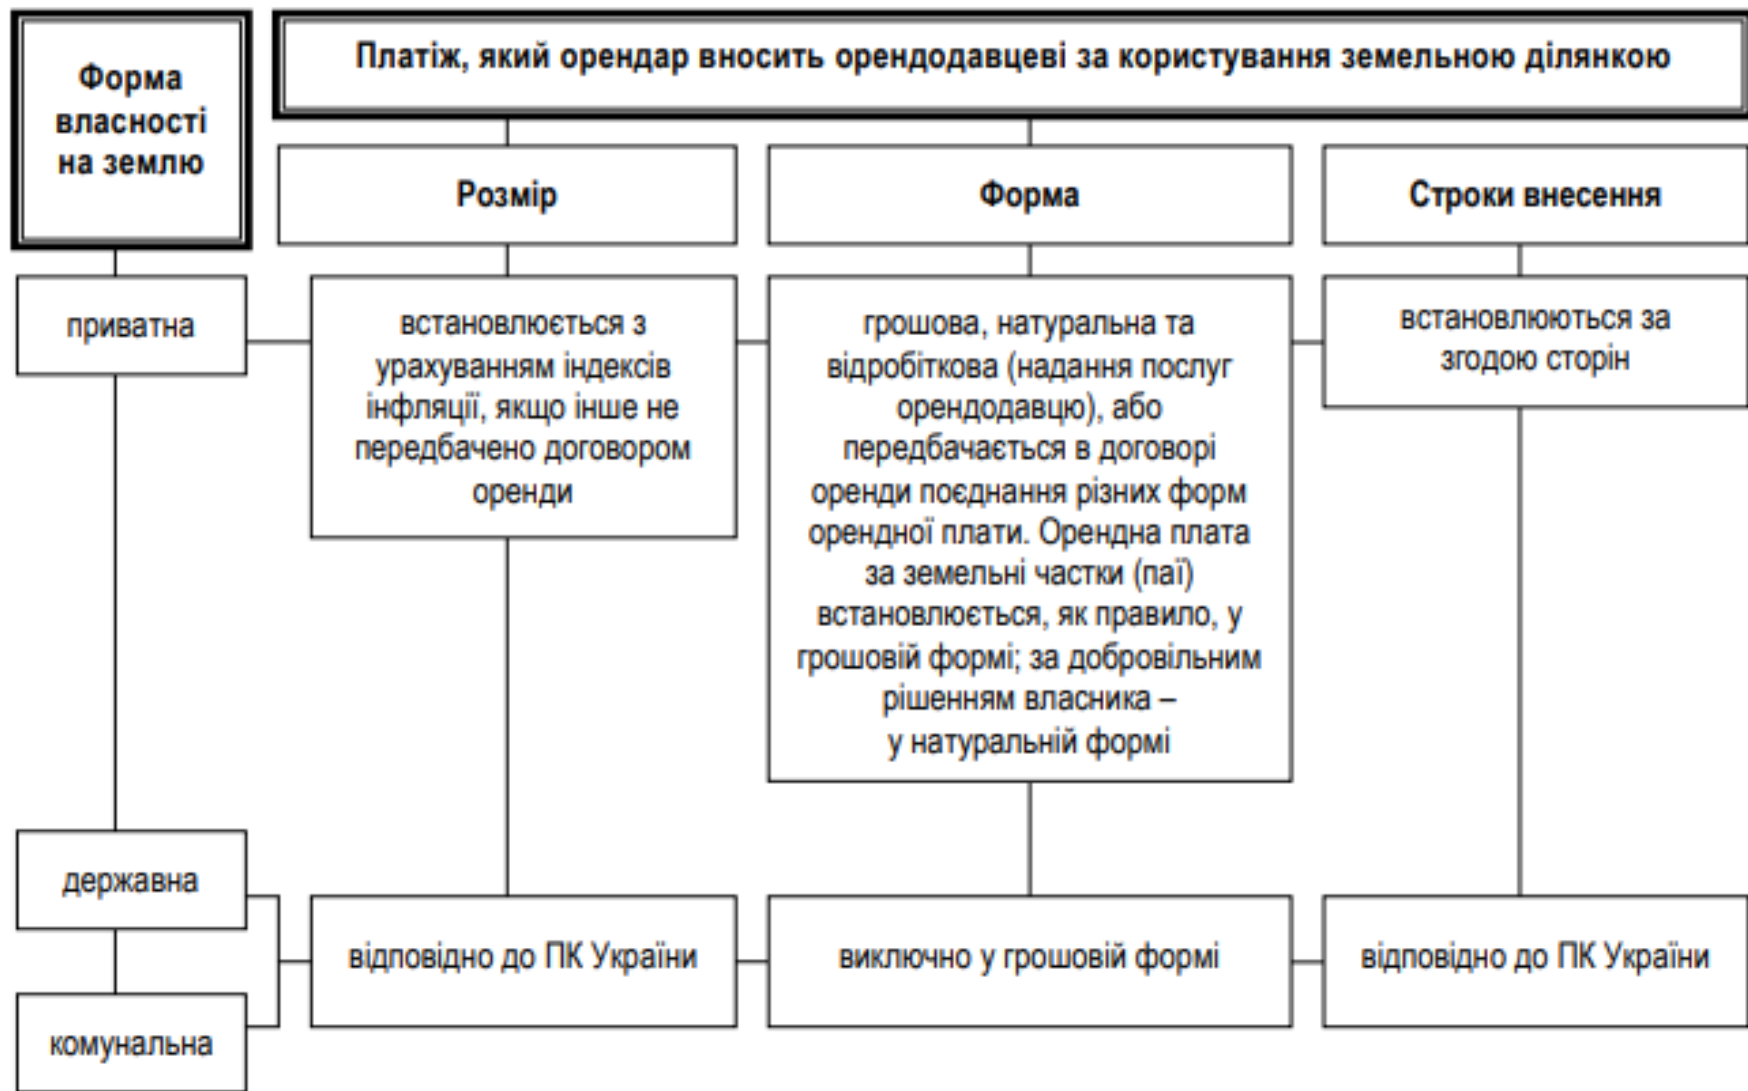 Форма
власності
на землю
Платіж, який орендар вносить орендодавцеві за користування земельною ділянкою
Розмір
Форма
Строки внесення
приватна
встановлюється з
урахуванням індексів
інфляції, якщо інше не
передбачено договором
оренди
грошова, натуральна та
відробіткова (надання послуг
орендодавцю), або
передбачається в договорі
оренди поєднання різних форм
орендної плати. Орендна плата
за земельні частки (паї)
встановлюється, як правило, у
грошовій формі; за добровільним
рішенням власника –
у натуральній формі
встановлюються за
згодою сторін
державна
комунальна
відповідно до ПК України
виключно у грошовій формі
відповідно до ПК України